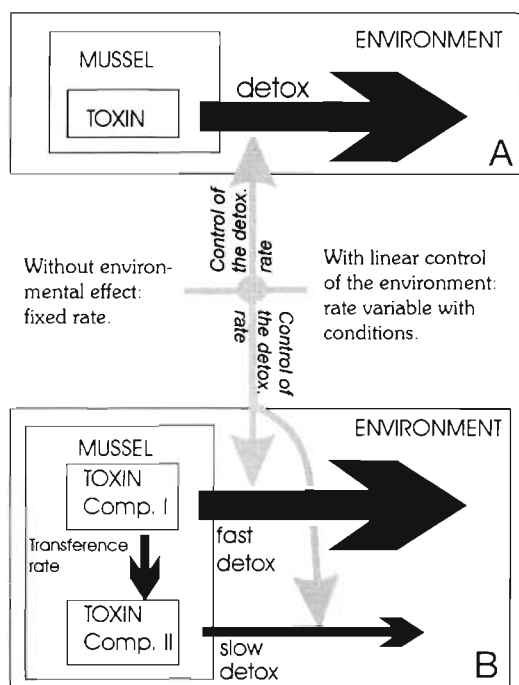 ENVIRONMENT
MUSSEL
detox
TOXIN
A
Control of
the detox.
rate
Without environ-
mental effect:
fixed rate.
With linear control
of the environment:
rate variable with
conditions.
Control of
the detox.
rate
ENVIRONMENT
MUSSEL
TOXIN
Comp. I
Transference
rate
fast
detox
TOXIN
Comp. II
slow
detox
B